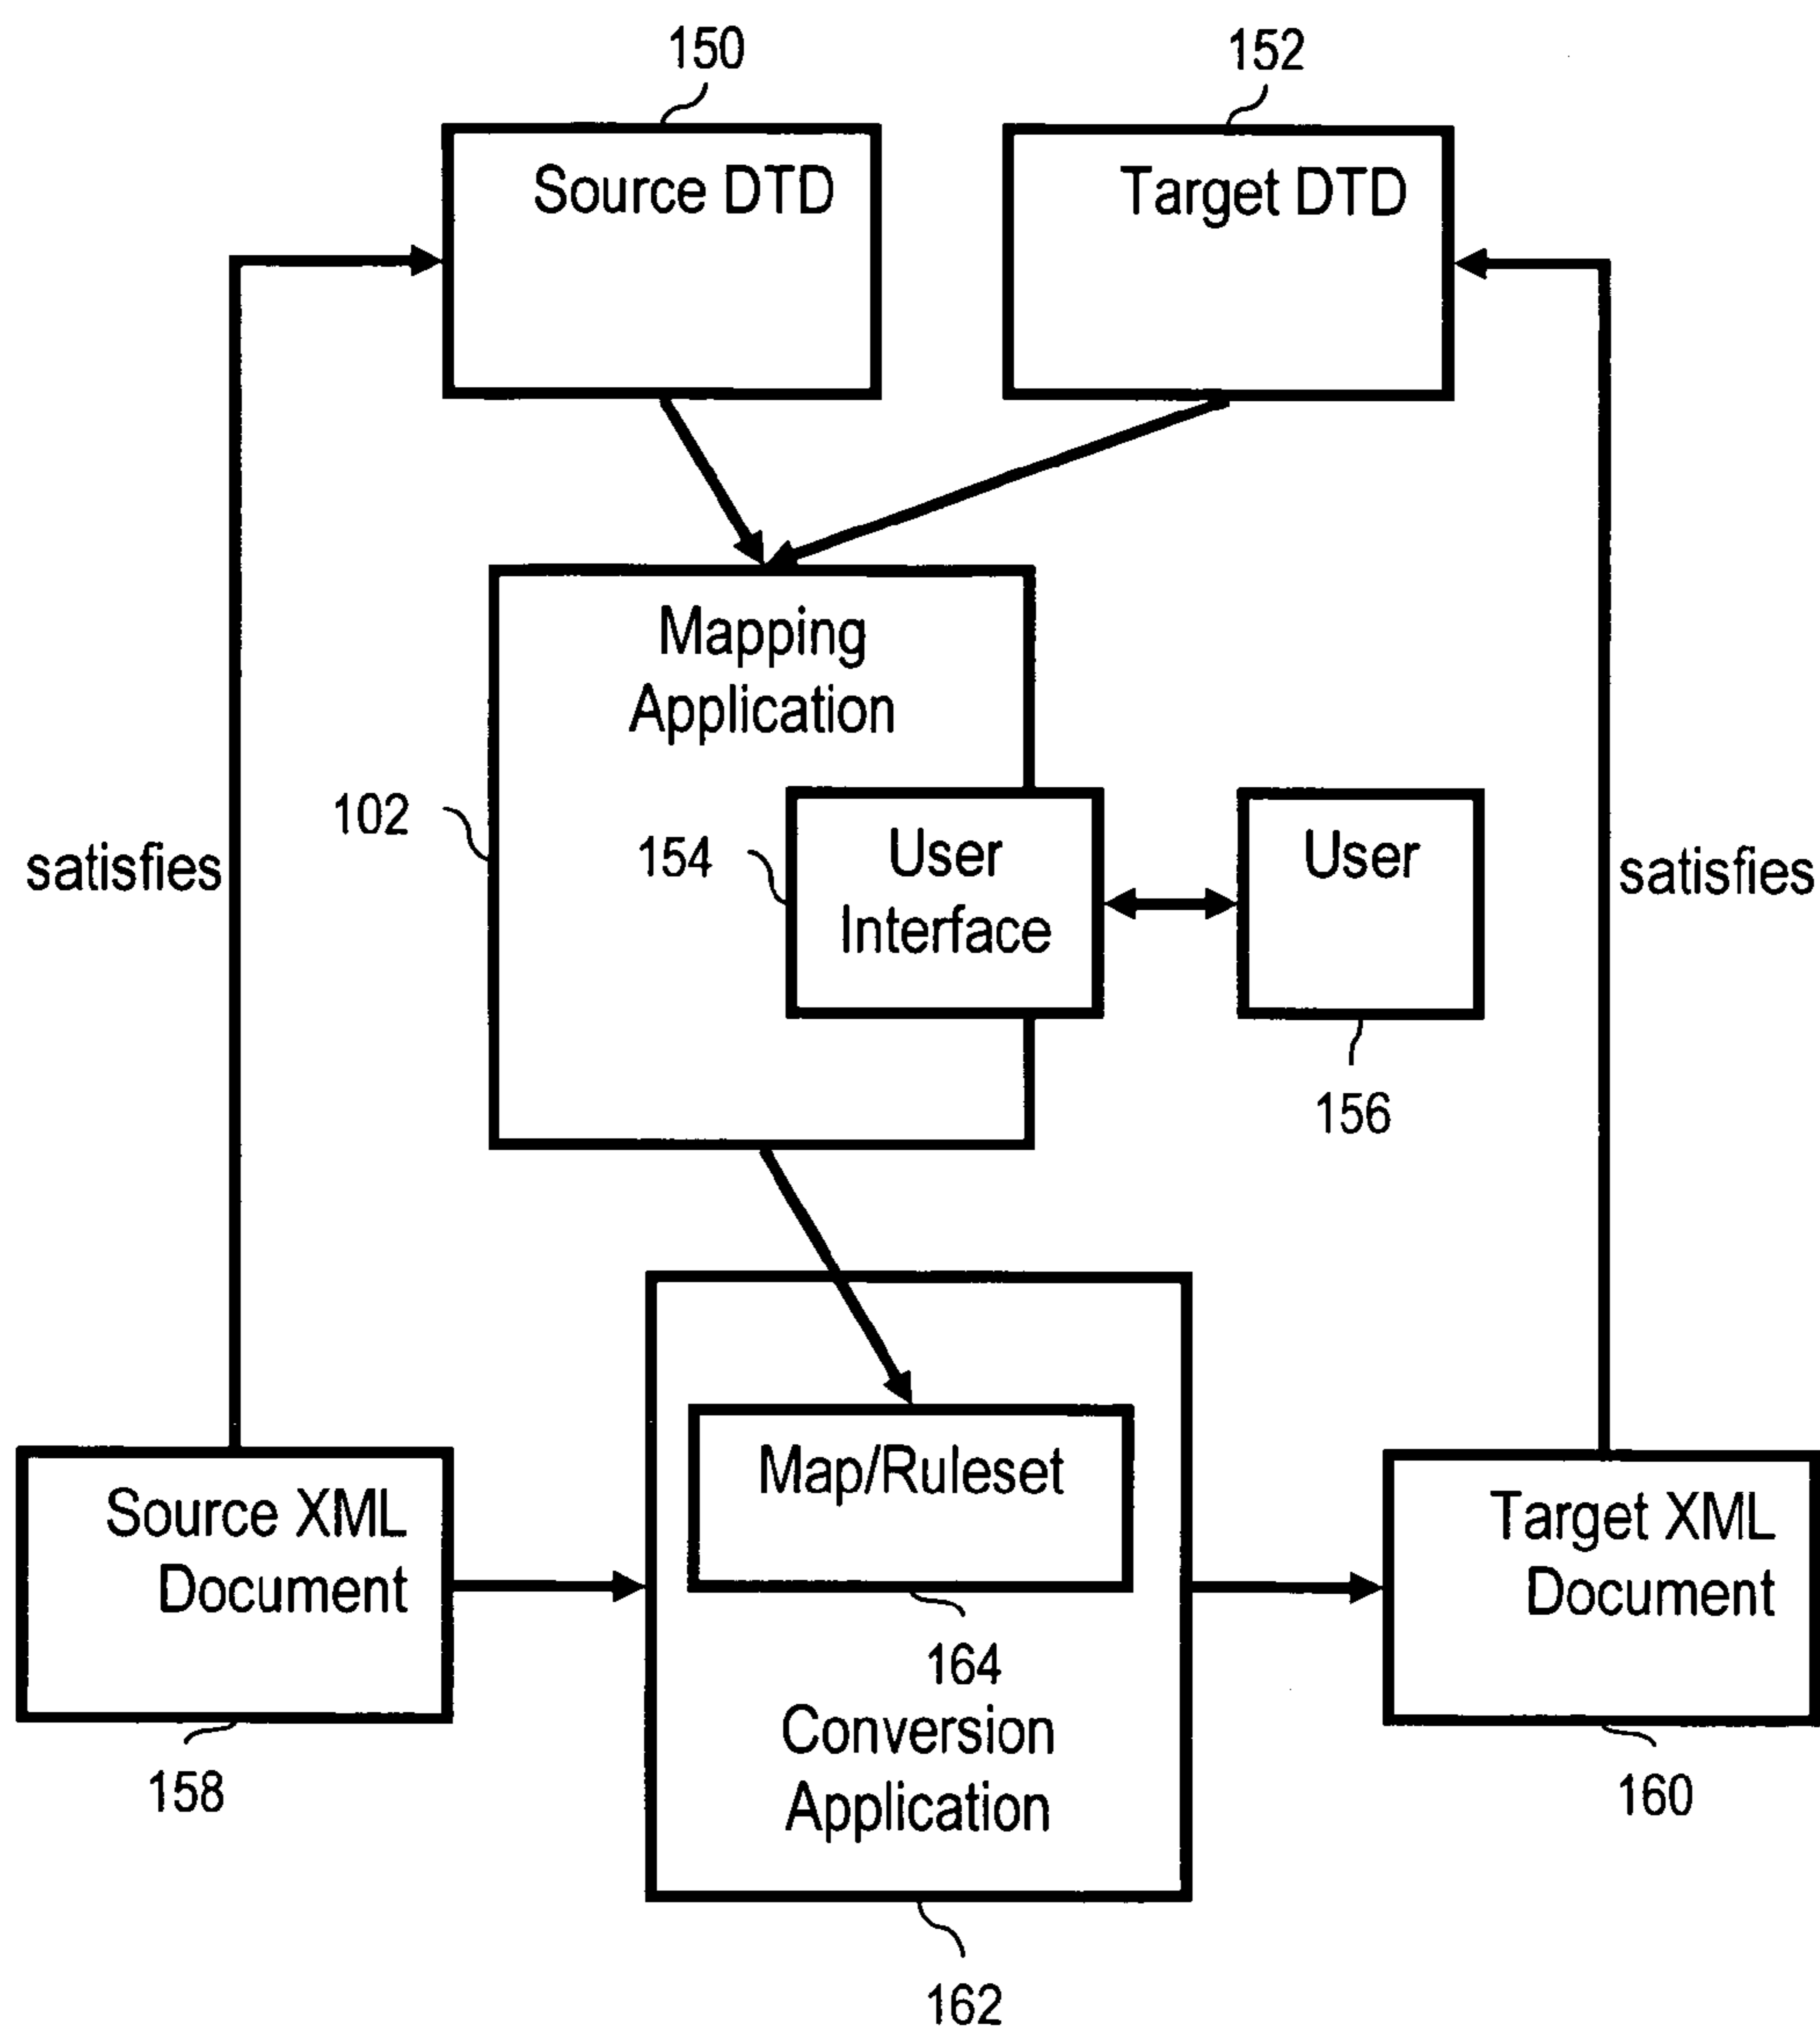 150
152
Source DTD
Target DTD
Mapping
Application
102
154
User
Interface
User
satisfies
satisfies
156
Map/Ruleset
Source XML
Document
Target XML
Document
164
Conversion
Application
158
160
162